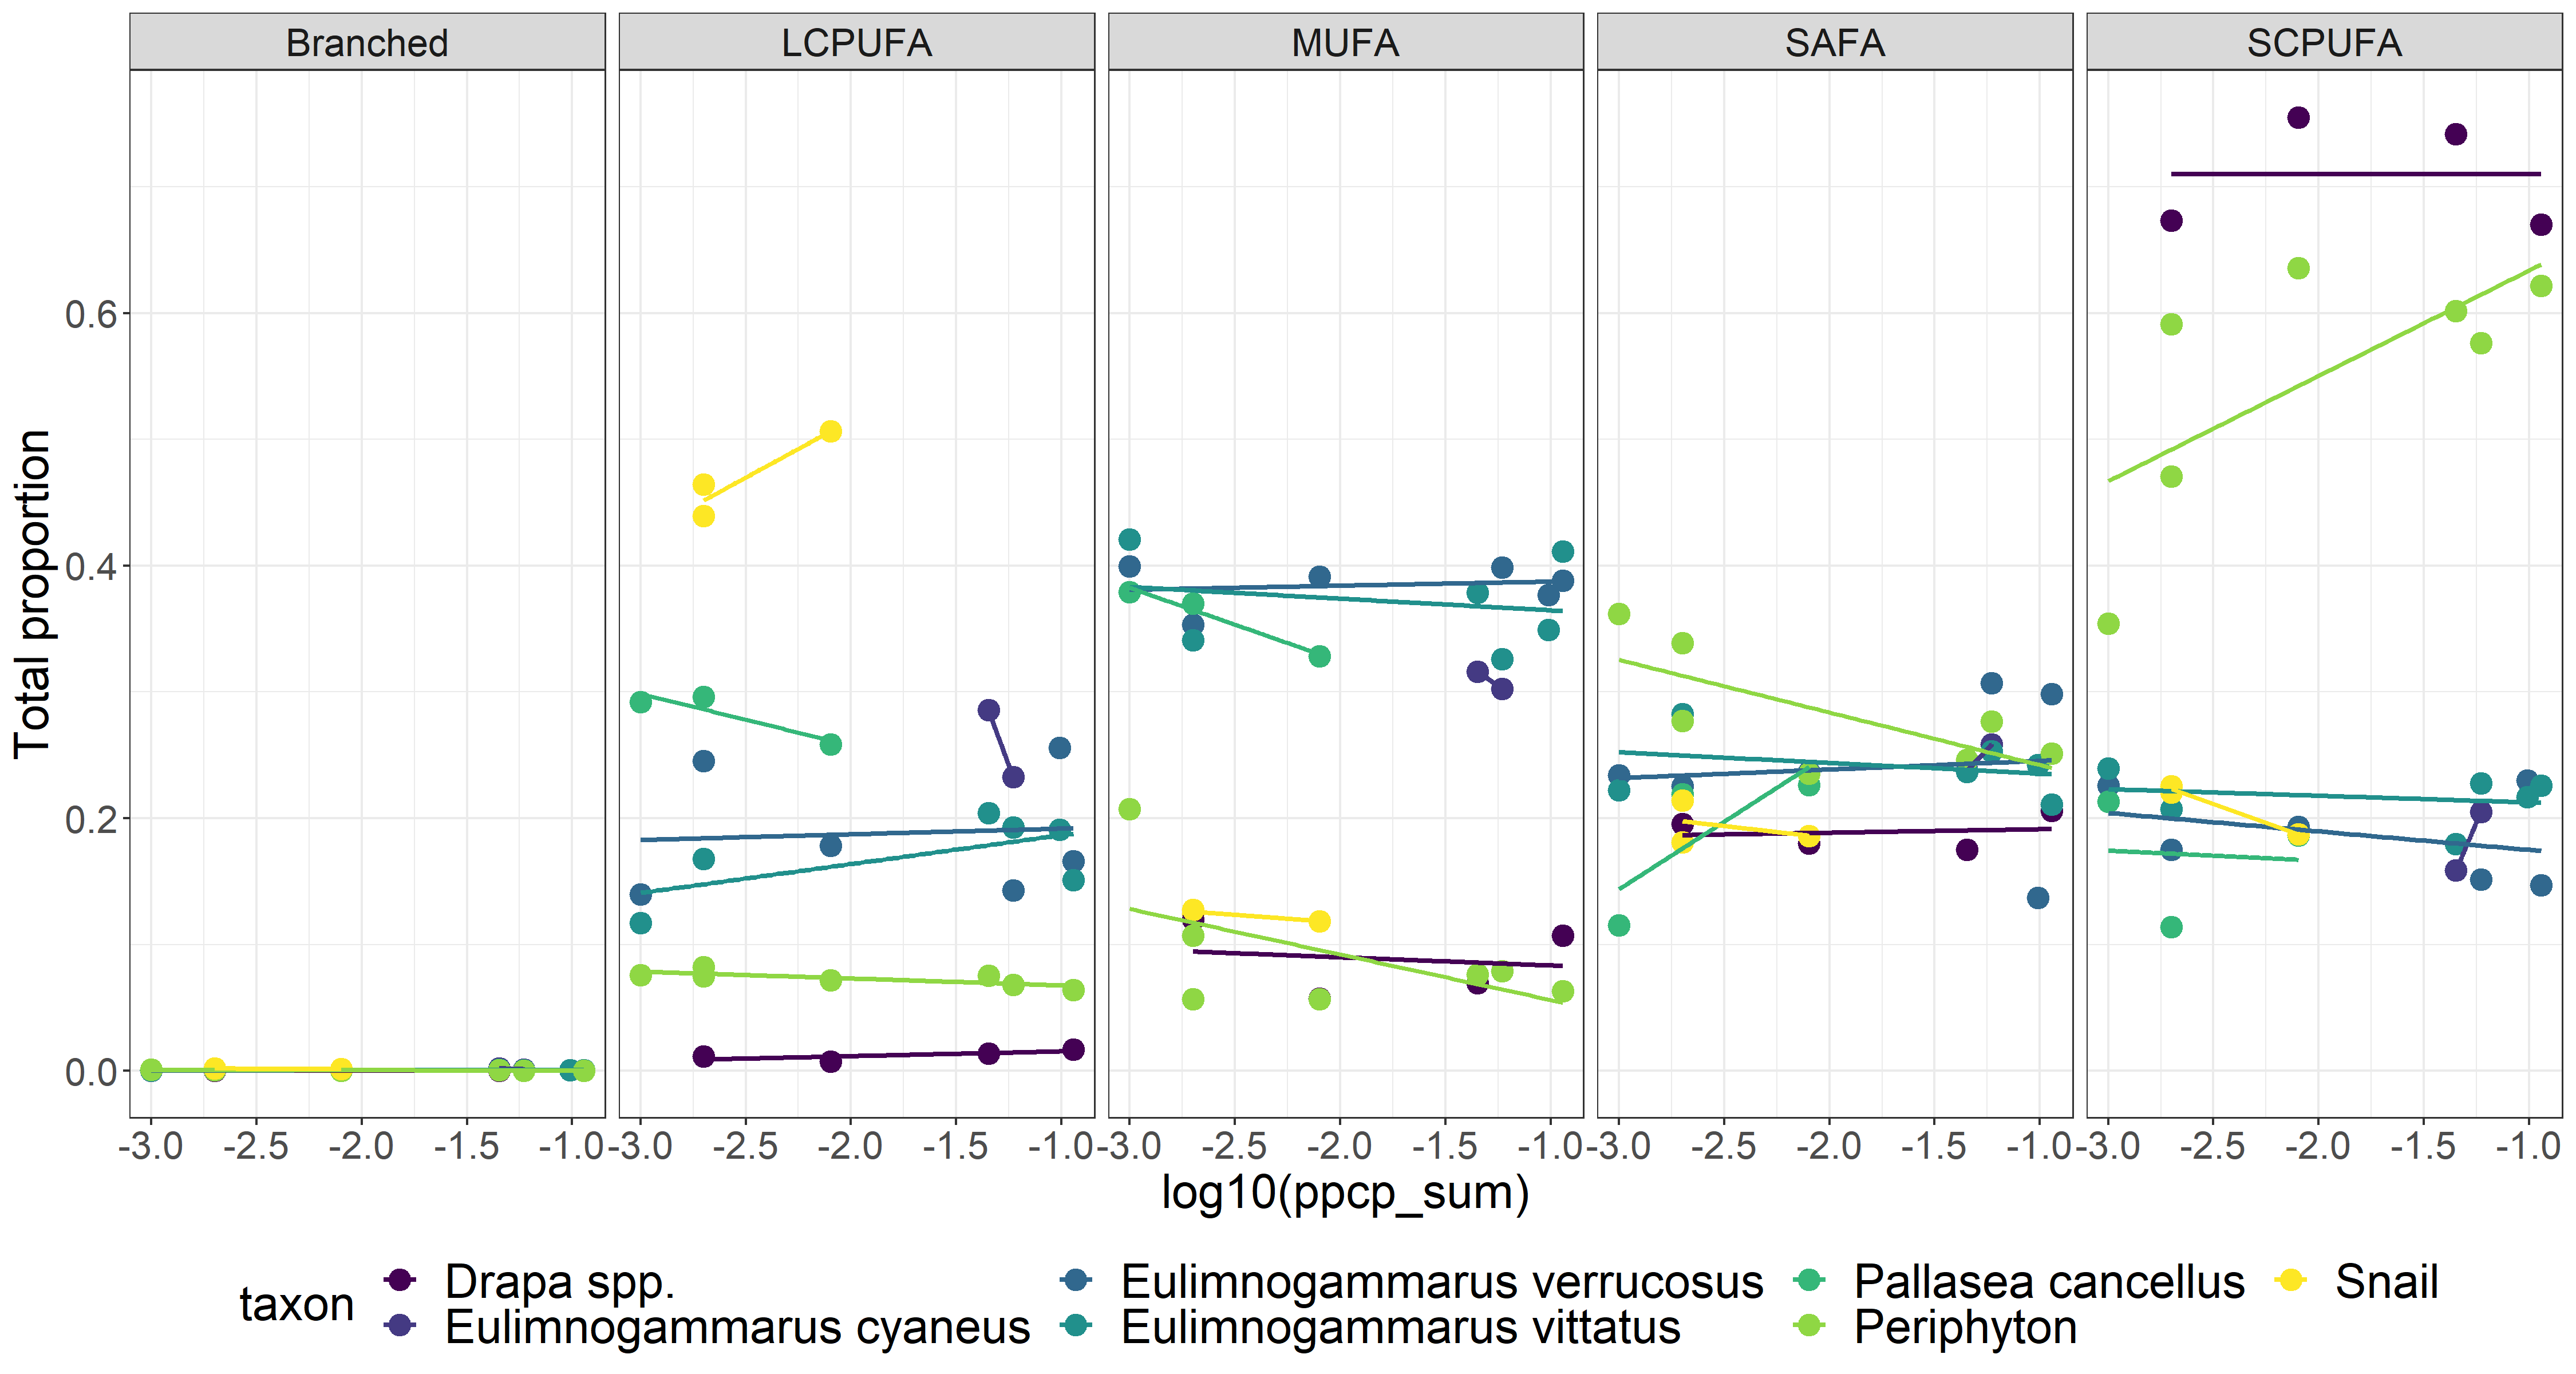 Branched LCPUFA MUFA SAFA SCPUFA
Total proportion
0.6
0.4
0.2
0.0
-3.0 -2.5 -2.0 -1.5 -1.0 -3.0 -2.5 -2.0 -1.5 -1.0 -3.0 -2.5 -2.0 -1.5 -1.0 -3.0 -2.5 -2.0 -1.5 -1.0 -3.0 -2.5 -2.0 -1.5 -1.0
log10(ppcp_sum)
taxon
Drapa spp. Eulimnogammarus verrucosus Pallasea cancellus Snail
Eulimnogammarus cyaneus Eulimnogammarus vittatus Periphyton